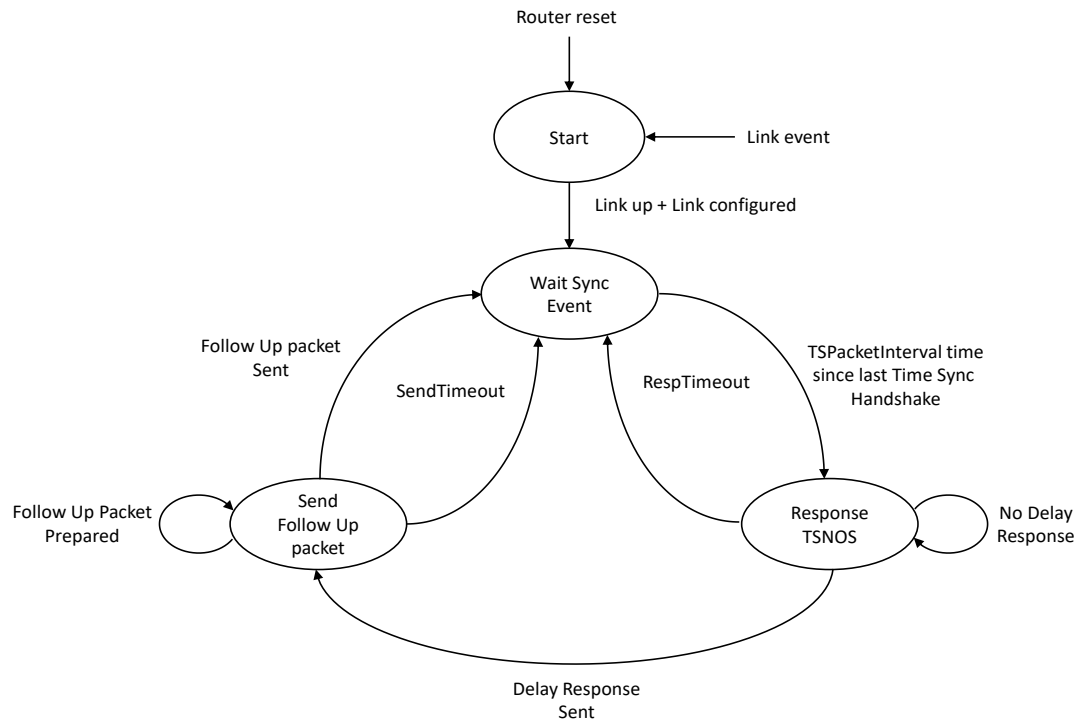 Router reset
Start
Link event
Link up + Link configured
Wait Sync
Event
Follow Up packet
Sent
SendTimeout
RespTimeout
TSPacketInterval time
since last Time Sync
Handshake
Follow Up Packet
Prepared
Send
Follow Up
packet
Response
TSNOS
No Delay
Response
Delay Response
Sent